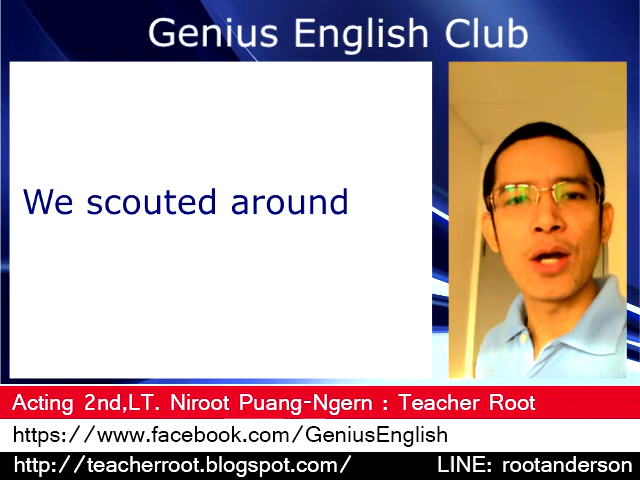 Genius English Club
We scouted around
Acting 2nd,LT. Niroot Puang-Ngern : Teacher Root
https://www.facebook.com/GeniusEnglish
http://teacherroot.blogspot.com/ LINE: rootanderson